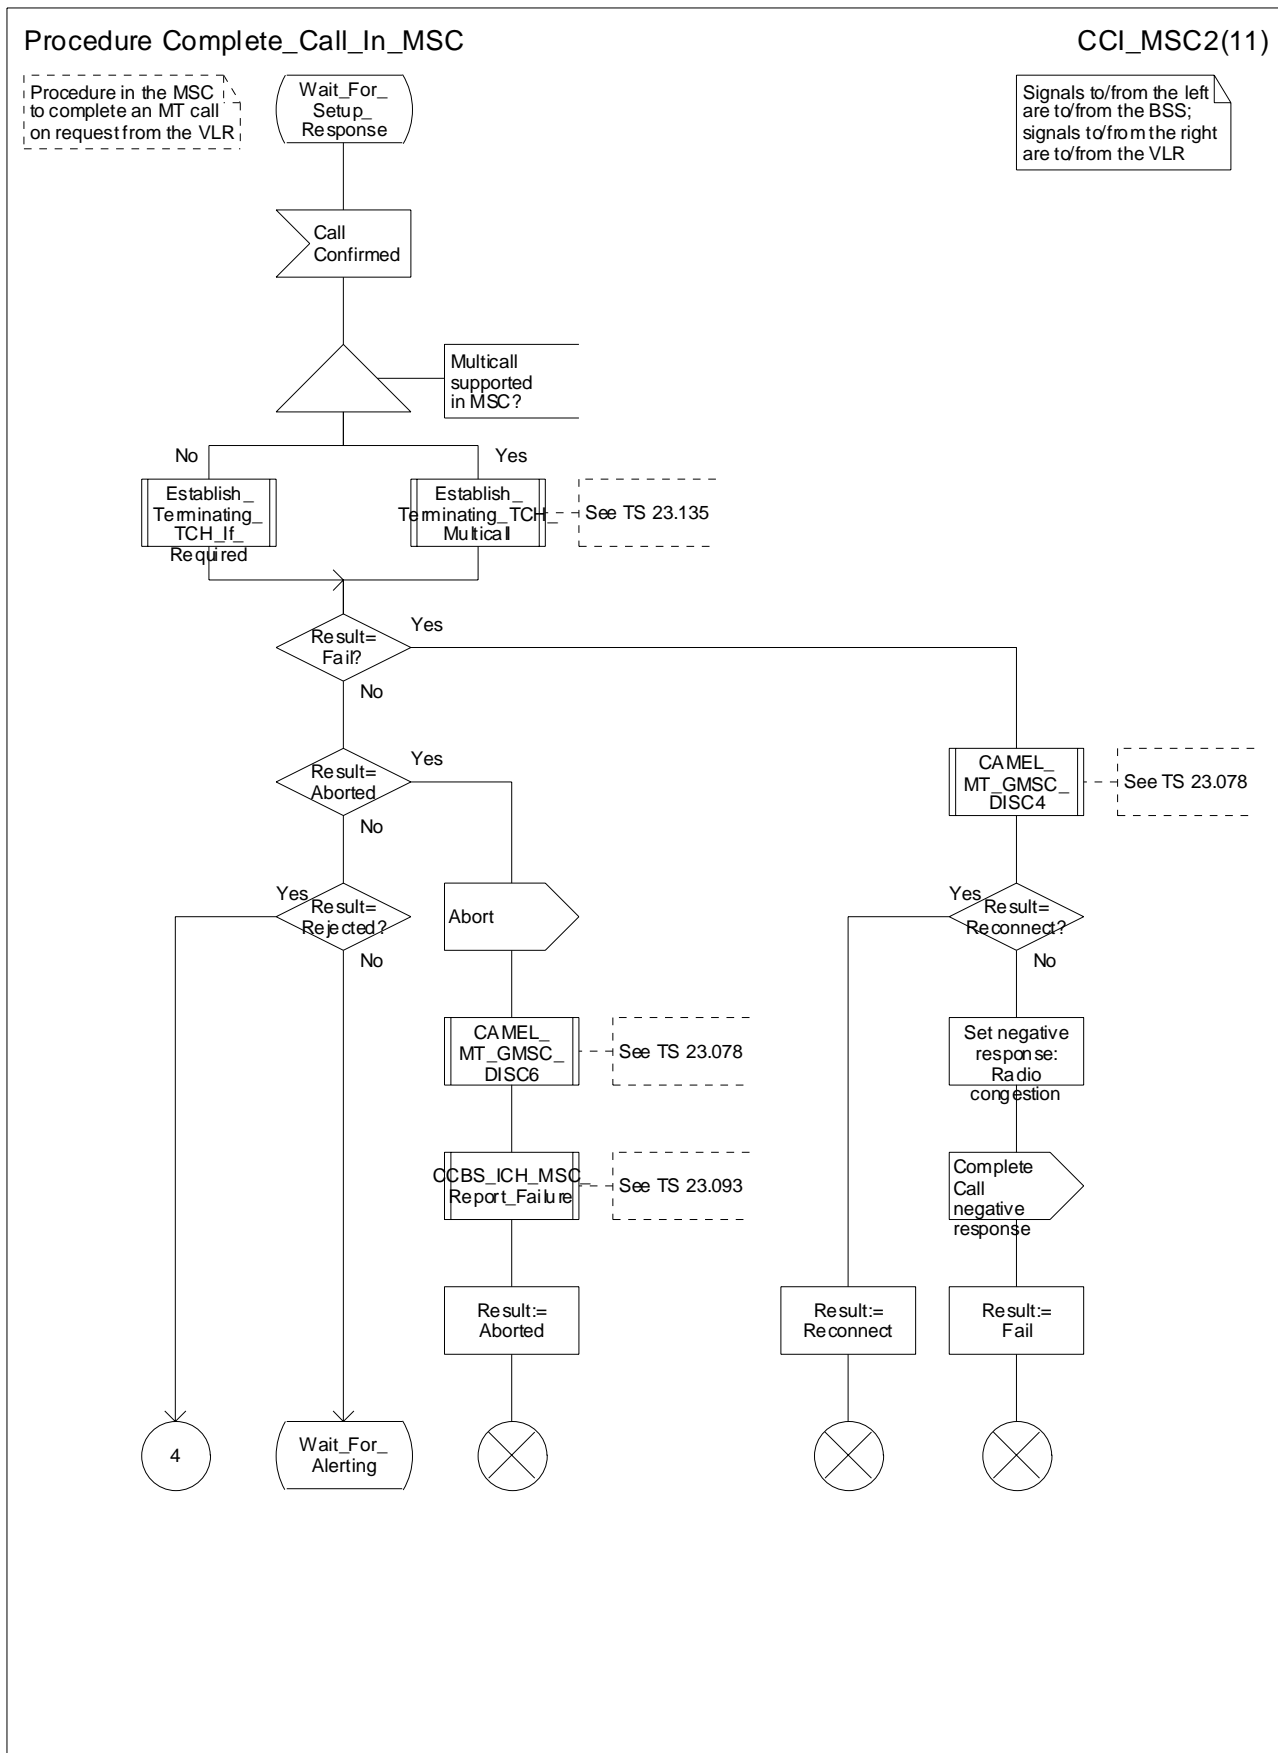 Procedure Complete_Call_In_MSC
CCI_MSC2(11)
Procedure in the MSC
to complete an MT call
on request from the VLR
Wait_For_
Setup_
Response
Signals to/from the left
are to/from the BSS;
signals to/from the right
are to/from the VLR
Call
Confirmed
Multicall
supported
in MSC?
No
Yes
Establish_
Terminating_
TCH_If_
Required
Establish_
Terminating_TCH_
Multicall
See TS 23.135
Result=
Fail?
Yes
No
Result=
Aborted
Yes
No
CAMEL_
MT_GMSC_
DISC4
See TS 23.078
Yes
Result=
Rejected?
No
Abort
Yes
Result=
Reconnect?
No
CAMEL_
MT_GMSC_
DISC6
See TS 23.078
Set negative
response:
Radio
congestion
CCBS_ICH_MSC_
Report_Failure
See TS 23.093
Complete
Call
negative
response
Result:=
Aborted
Result:=
Reconnect
Result:=
Fail
4
Wait_For_
Alerting